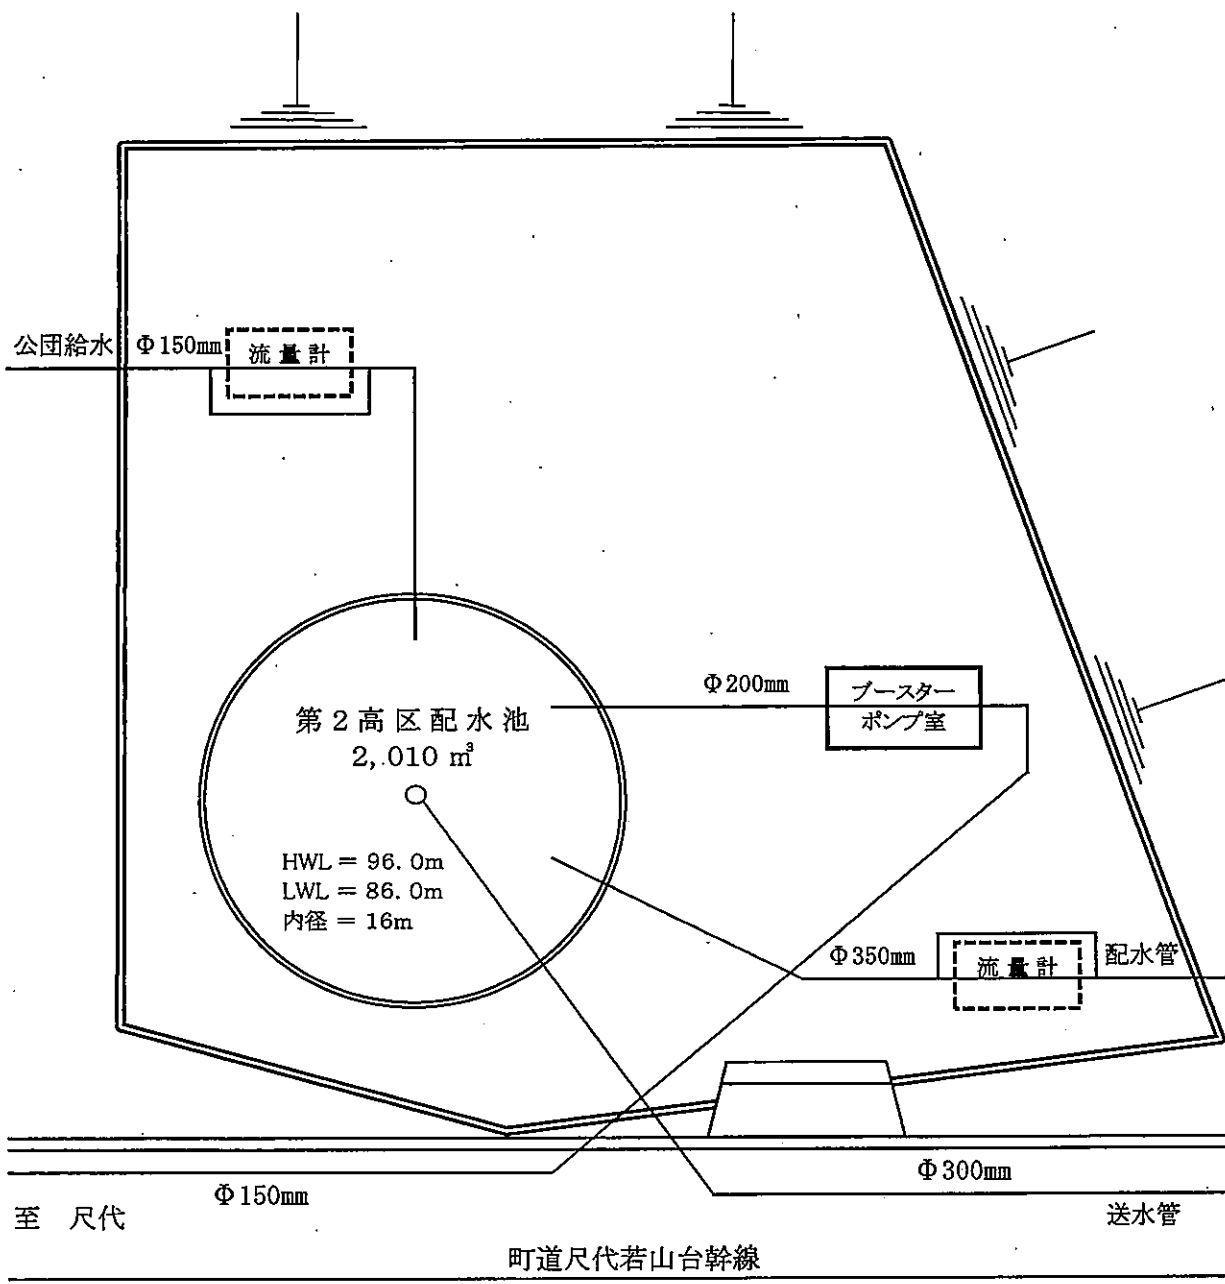 公団給水
Φ150mm
流量計
Φ200mm
ブースター
ポンプ室
第2高区配水池
2,.010 ㎥
HWL = 96.0m
LWL = 86.0m
内径 = 16m
Φ350mm
流量計
配水管
Φ150mm
Φ300mm
至 尺代
送水管
町道尺代若山台幹線